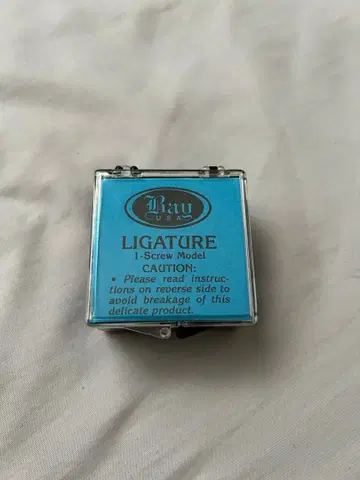 Bay
USA
LIGATURE
1-Screw Model
CAUTION:
• Please read instruc-
tions on reverse side to
avoid breakage of this
delicate product.